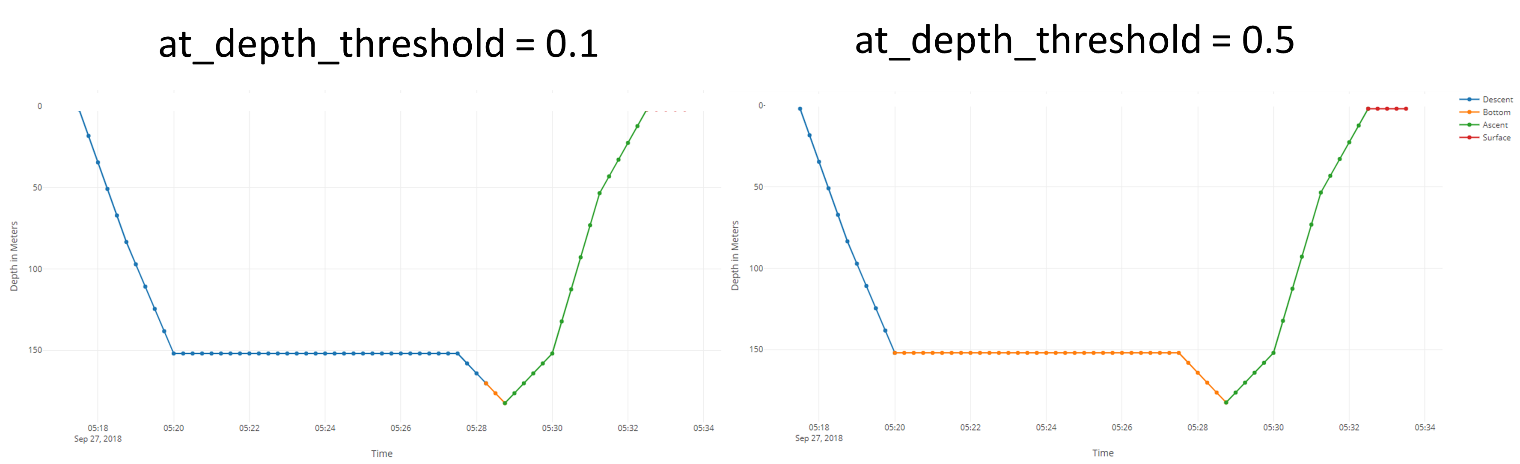 at_depth_threshold = 0.1
at_depth_threshold = 0.5
0
50
100
150
Depth in Meters
05:18
05:20
05:22
05:24
05:26
05:28
05:30
05:32
05:34
Sep 27, 2018
Time
0
50
100
150
Depth in Meters
05:18
05:20
05:22
05:24
05:26
05:28
05:30
05:32
05:34
Sep 27, 2018
Time
Descent
Bottom
Ascent
Surface